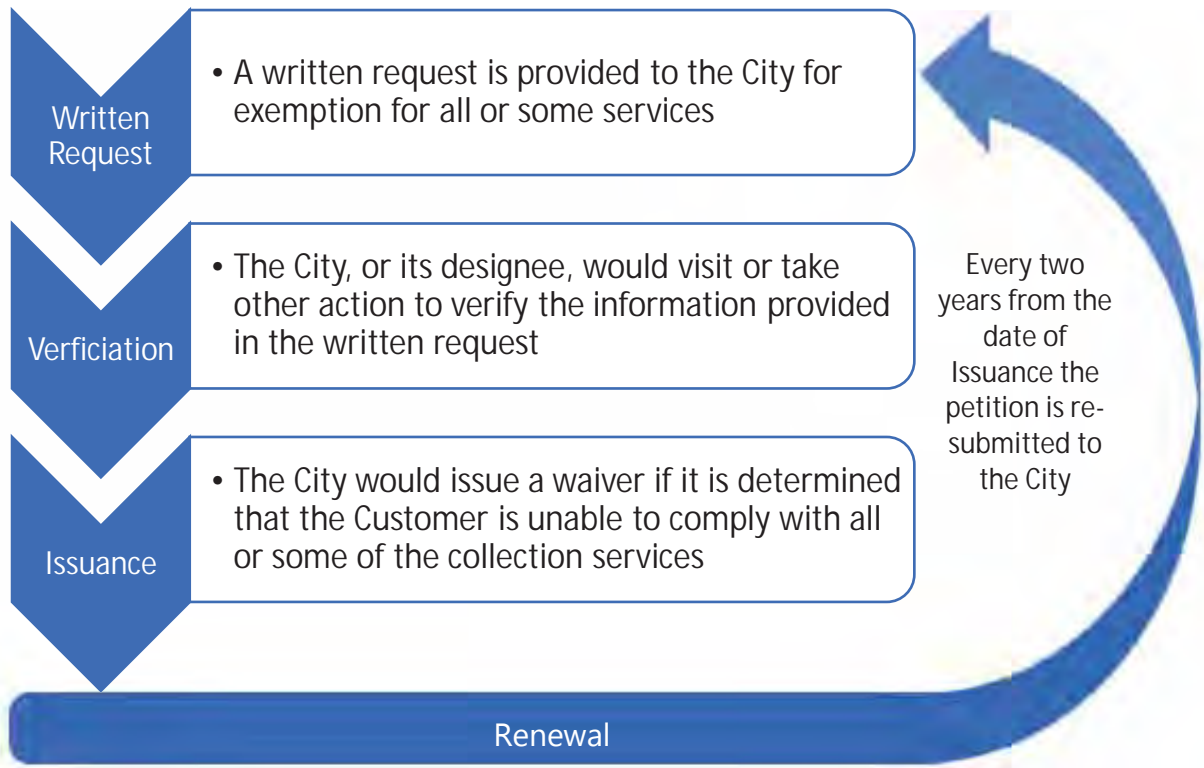 Written
Request
• A written request is provided to the City for
exemption for all or some services
Verficiation
• The City, or its designee, would visit or take
other action to verify the information provided
in the written request
Every two
years from the
date of
Issuance the
petition is re-
submitted to
the City
Issuance
• The City would issue a waiver if it is determined
that the Customer is unable to comply with all
or some of the collection services
Renewal